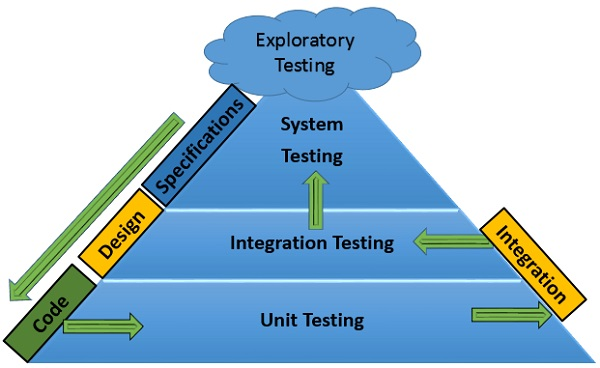 Exploratory
Testing
System
Testing
Specifications
Design
Code
Integration Testing
Integration
Unit Testing